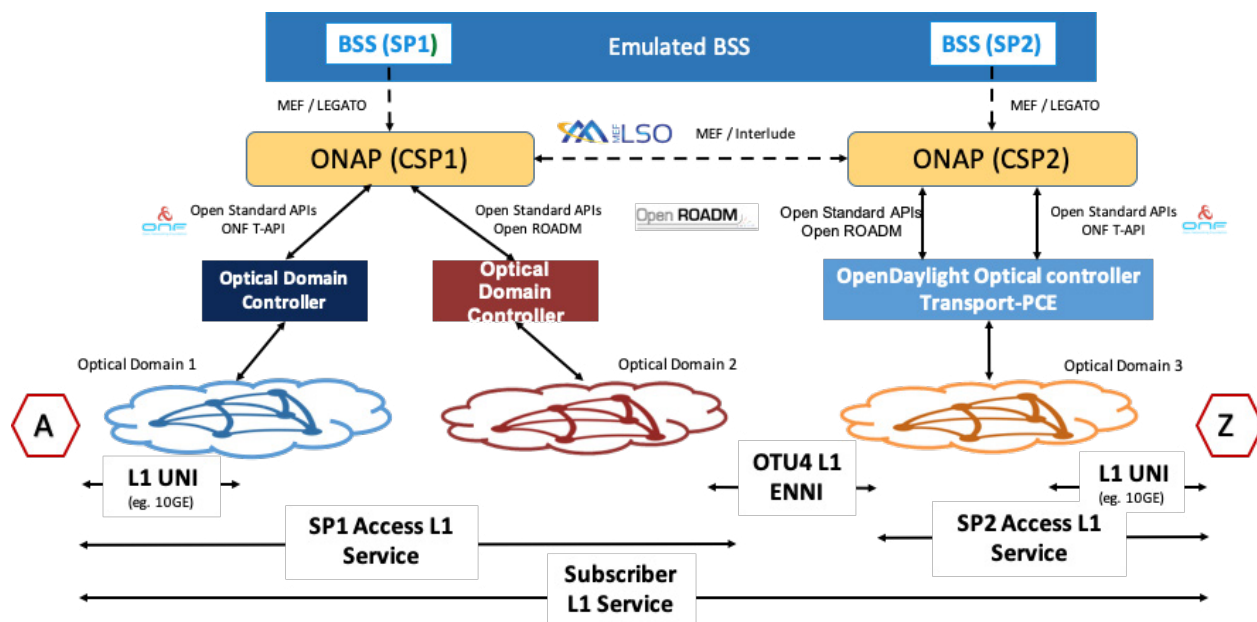 BSS (SP1)
Emulated BSS
BSS (SP2)
MEF / LEGATO
MEF / LEGATO
MEF
LSO
MEF / Interlude
ONAP (CSP1)
ONAP (CSP2)
ONF
Open Standard APIs
ONF T-API
Open Standard APIs
Open ROADM
Open ROADM
Open Standard APIs
Open ROADM
Open Standard APIs
ONF T-API
ONF
Optical Domain
Controller
Optical
Domain
Controller
OpenDaylight Optical controller
Transport-PCE
Optical Domain 1
Optical Domain 2
Optical Domain 3
A
Z
L1 UNI
(eg. 10GE)
OTU4 L1
ENNI
L1 UNI
(eg. 10GE)
SP1 Access L1
Service
SP2 Access L1
Service
Subscriber
L1 Service